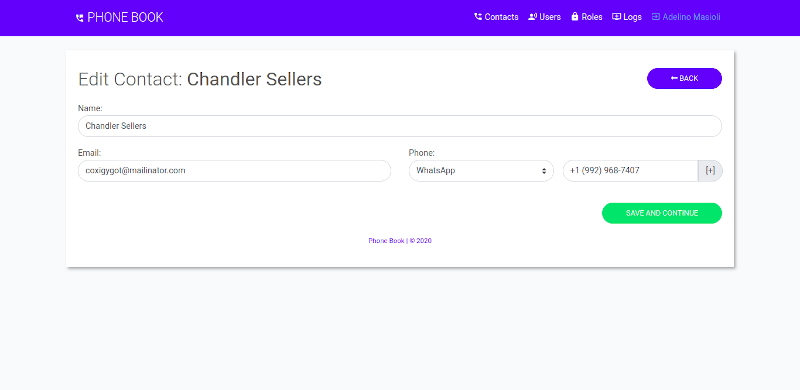 PHONE BOOK
Contacts Users Roles Logs Adelino Masioli
Edit Contact: Chandler Sellers
BACK
Name:
Chandler Sellers
Email: Phone:
coxigygot@mailinator.com WhatsApp +1 (992) 968-7407 [+]
SAVE AND CONTINUE
Phone Book | © 2020